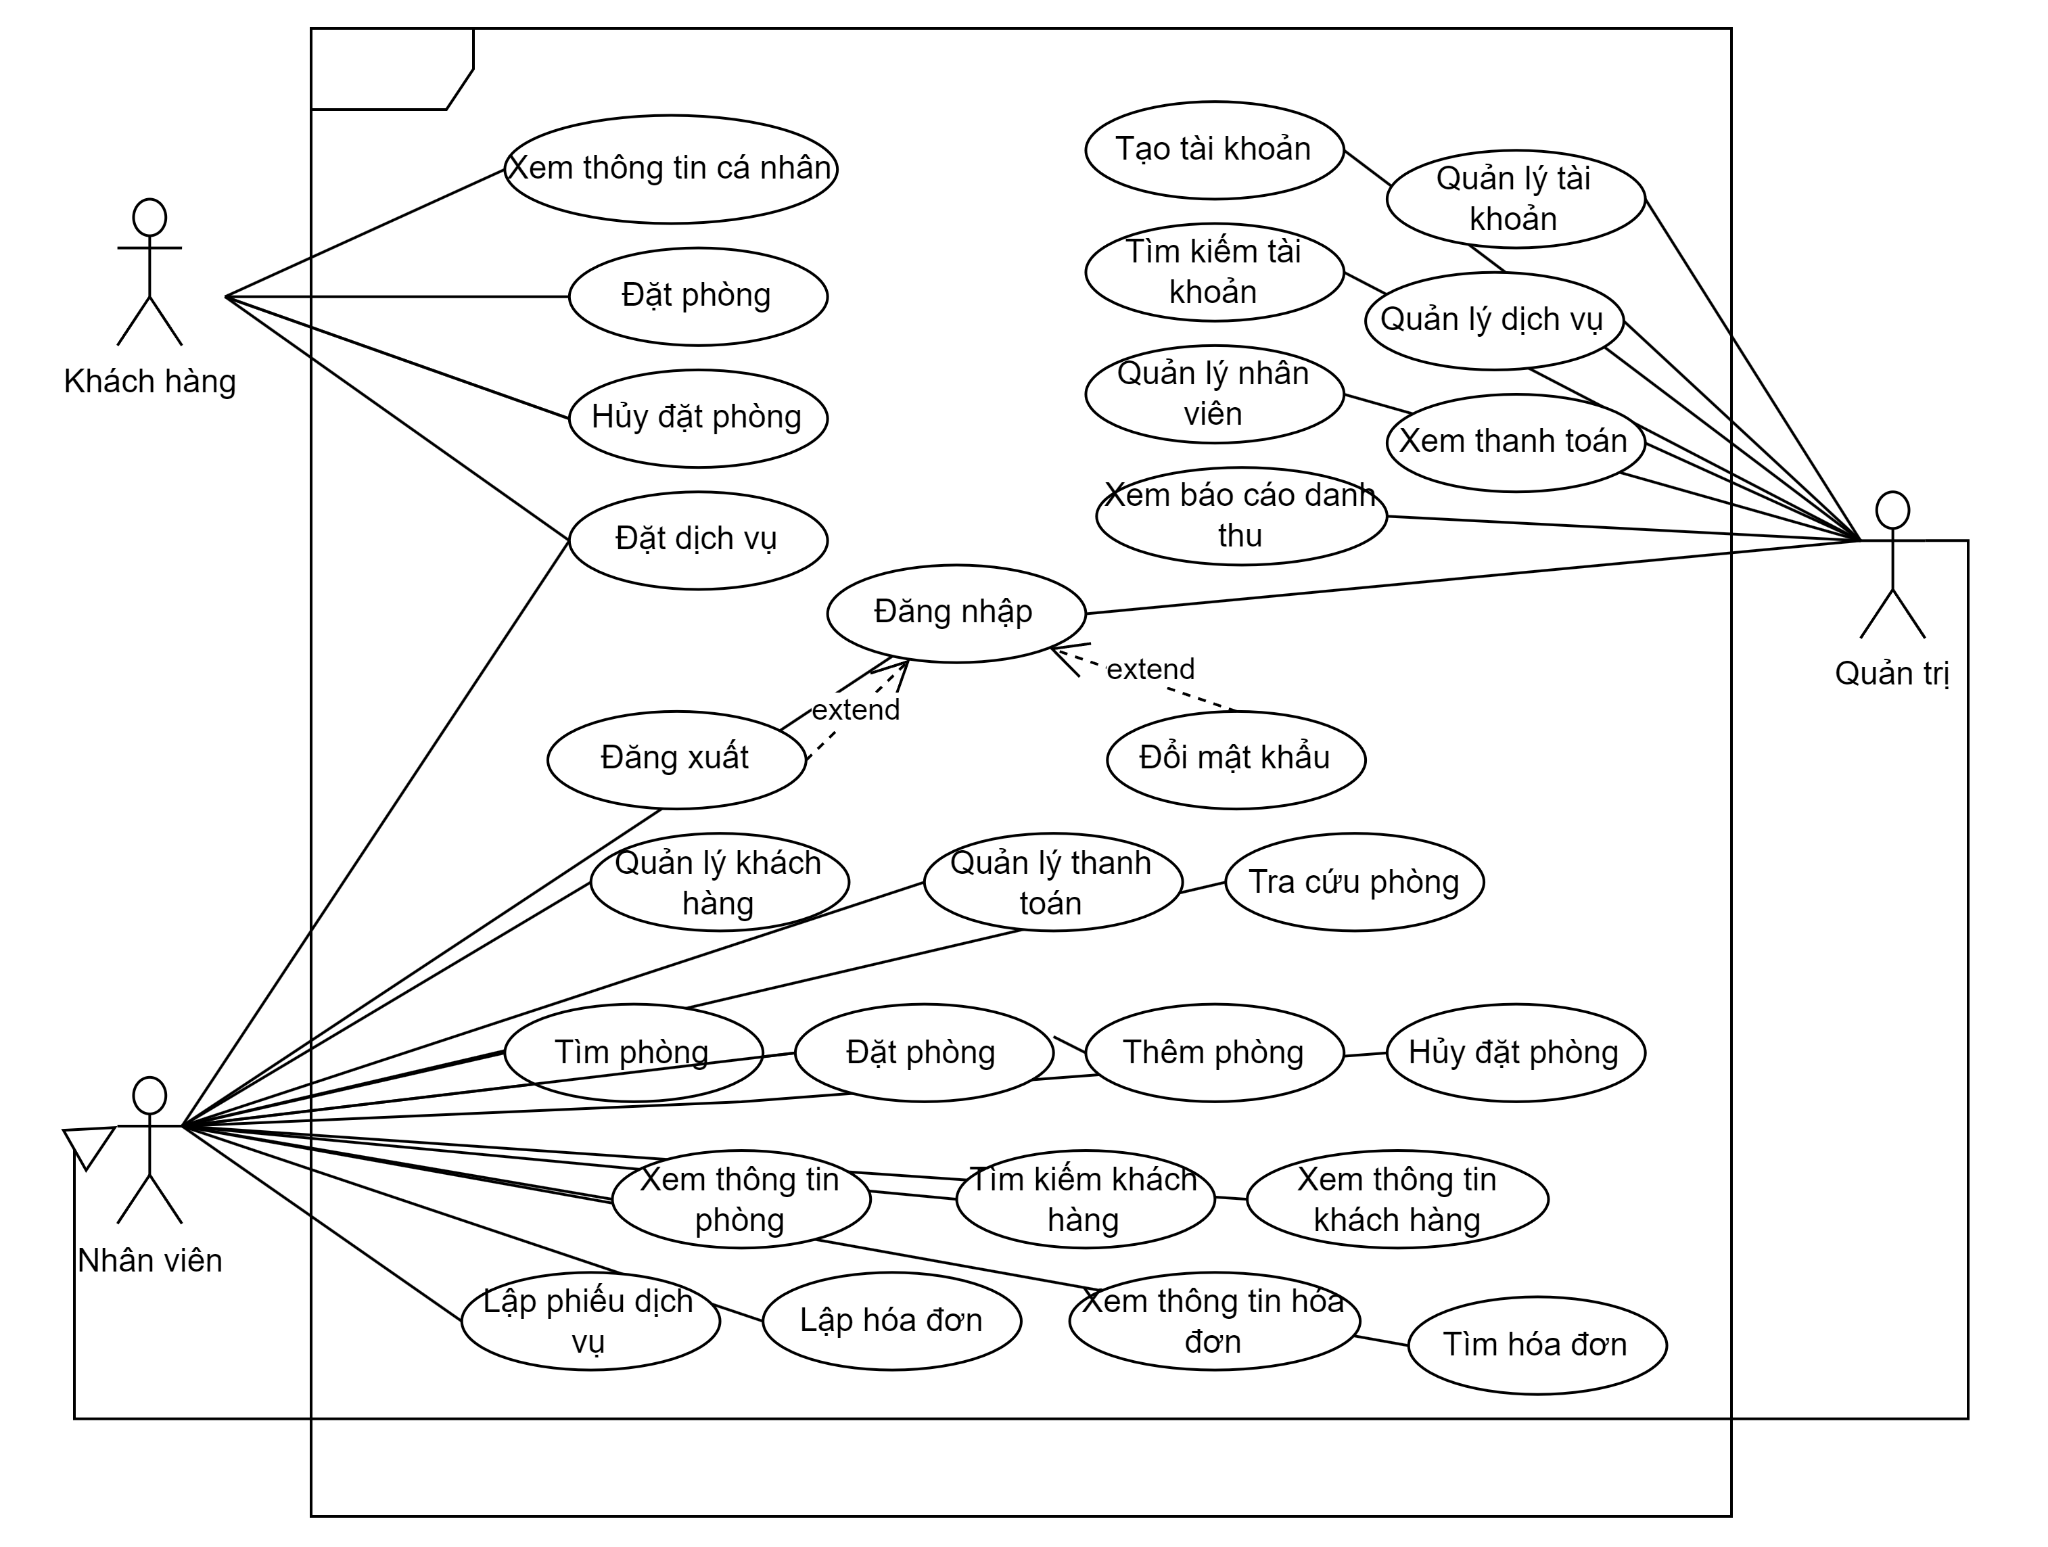 Xem thông tin cá nhân
Đặt phòng
Hủy đặt phòng
Đặt dịch vụ
Khách hàng
Tạo tài khoản
Quản lý tài
khoản
Tìm kiếm tài
khoản
Quản lý dịch vụ
Quản lý nhân
viên
Xem thanh toán
Xem báo cáo danh
thu
Quản trị
Đăng nhập
extend
extend
Đăng xuất
Đổi mật khẩu
Quản lý khách
hàng
Quản lý thanh
toán
Tra cứu phòng
Tìm phòng
Đặt phòng
Thêm phòng
Hủy đặt phòng
Nhân viên
Xem thông tin
phòng
Tìm kiếm khách
hàng
Xem thông tin
khách hàng
Lập phiếu dịch
vụ
Lập hóa đơn
Xem thông tin hóa
đơn
Tìm hóa đơn